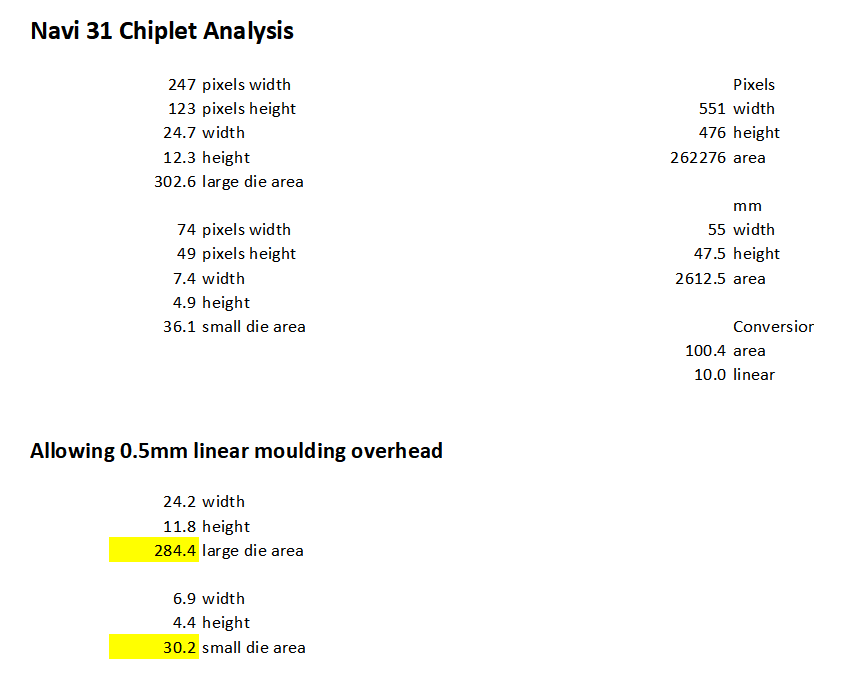 Navi 31 Chiplet Analysis
247 pixels width
123 pixels height
24.7 width
12.3 height
302.6 large die area
74 pixels width
49 pixels height
7.4 width
4.9 height
36.1 small die area
Pixels
551 width
476 height
262276 area
mm
55 width
47.5 height
2612.5 area
Conversior
100.4 area
10.0 linear
Allowing 0.5mm linear moulding overhead
24.2 width
11.8 height
284.4 large die area
6.9 width
4.4 height
30.2 small die area